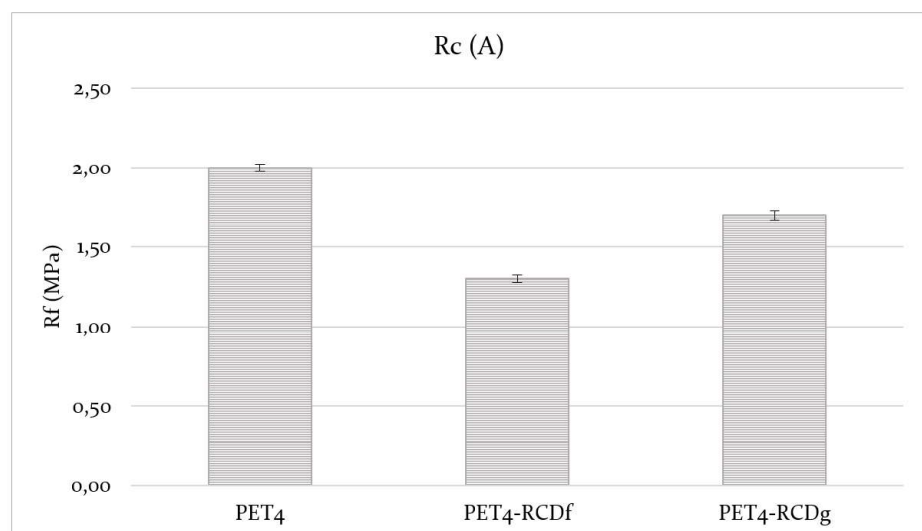 Rc (A)
2,50
2,00
1,50
1,00
0,50
0,00
Rf (MPa)
PET4 PET4-RCDf PET4-RCDg